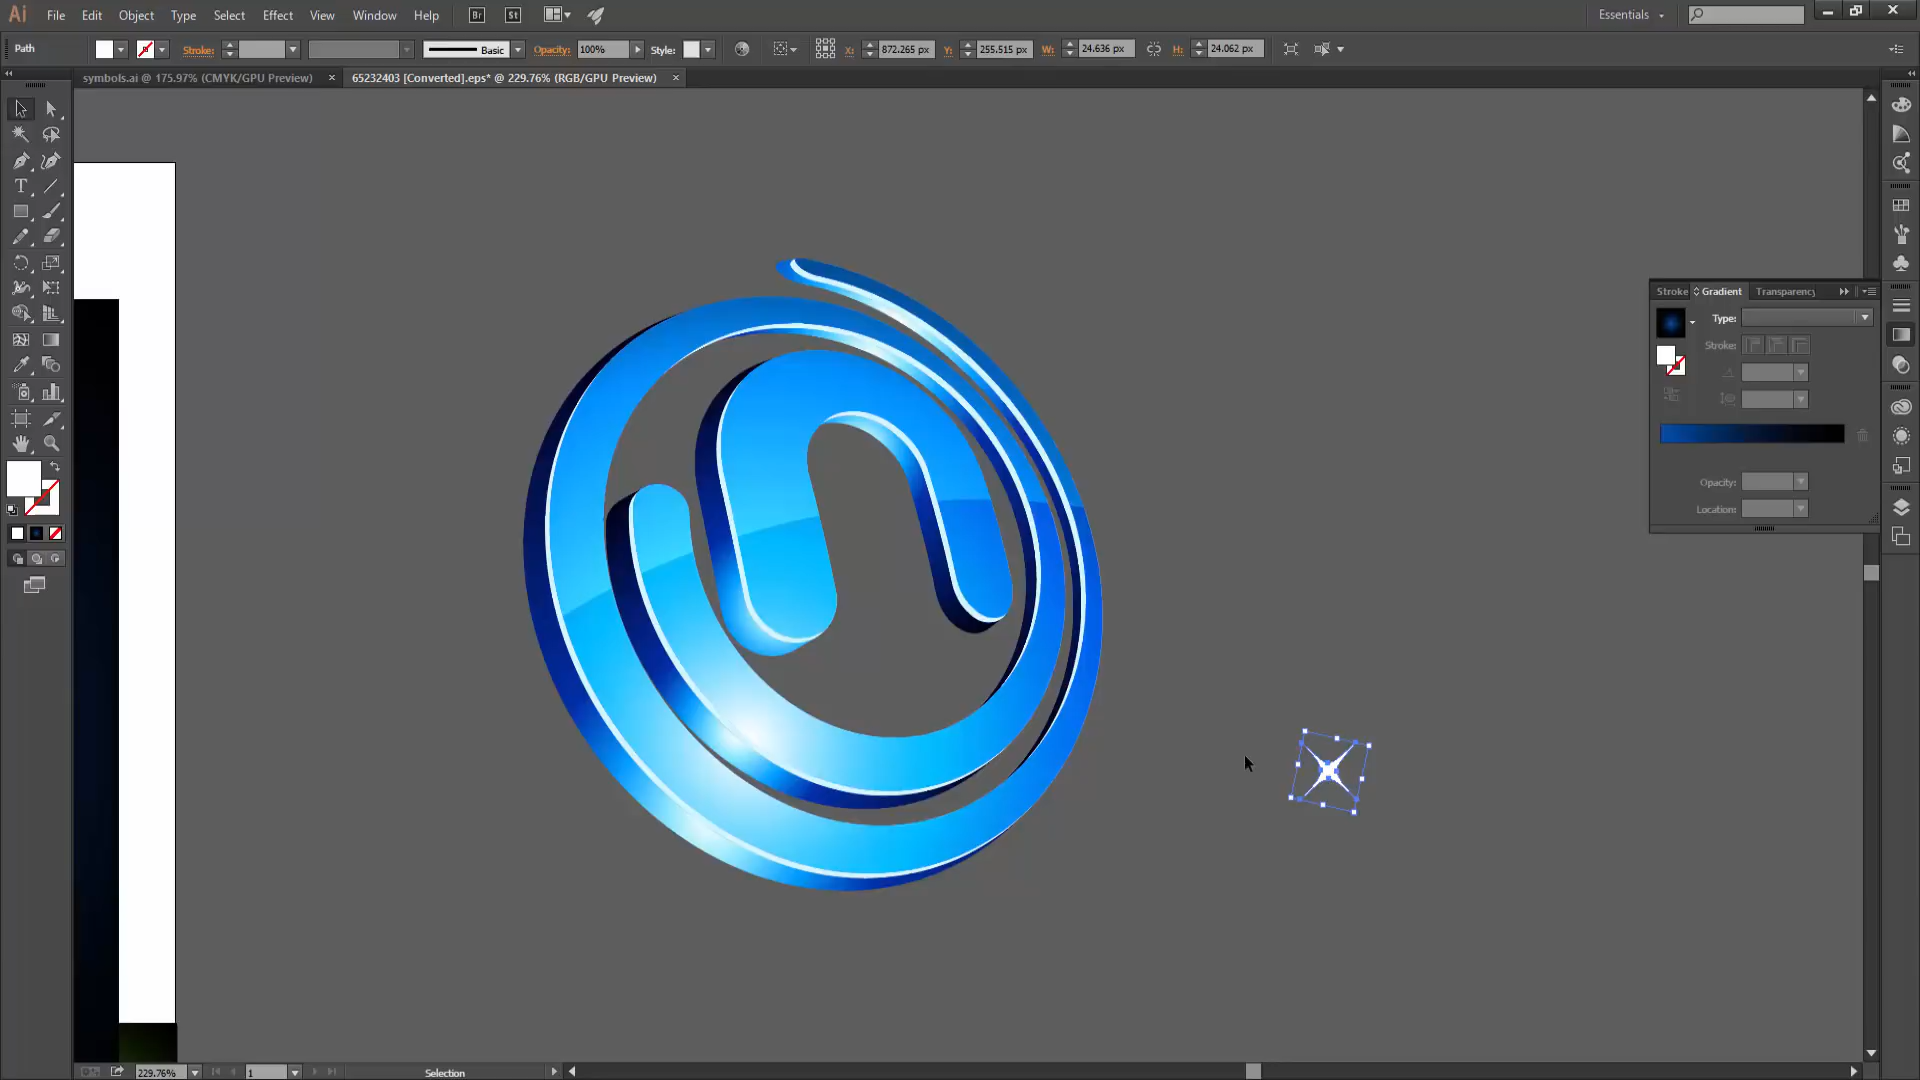 Ai File Edit Object Type Select Effect View Window Help Br St Essentials
Path Stroke: Basic Opacity: 100% Style: X: 872.265 px Y: 255.515 px W: 24.636 px H: 24.062 px
symbols.ai @ 175.97% (CMYK/GPU Preview) × 65232403 [Converted].eps* @ 229.76% (RGB/GPU Preview) ×
Stroke Gradient Transparency
Type:
Stroke:
Opacity:
Location:
229.76% 1 Selection